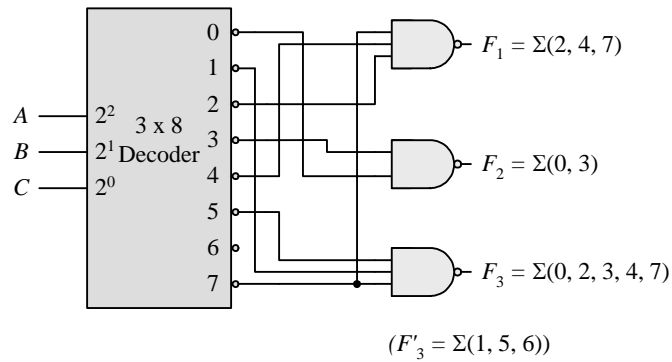 0
F₁ = Σ(2, 4, 7)
1
A
2²
2
3 x 8
Decoder
B
2¹
3
F₂ = Σ(0, 3)
C
2⁰
4
5
6
7
F₃ = Σ(0, 2, 3, 4, 7)
(F'₃ = Σ(1, 5, 6))